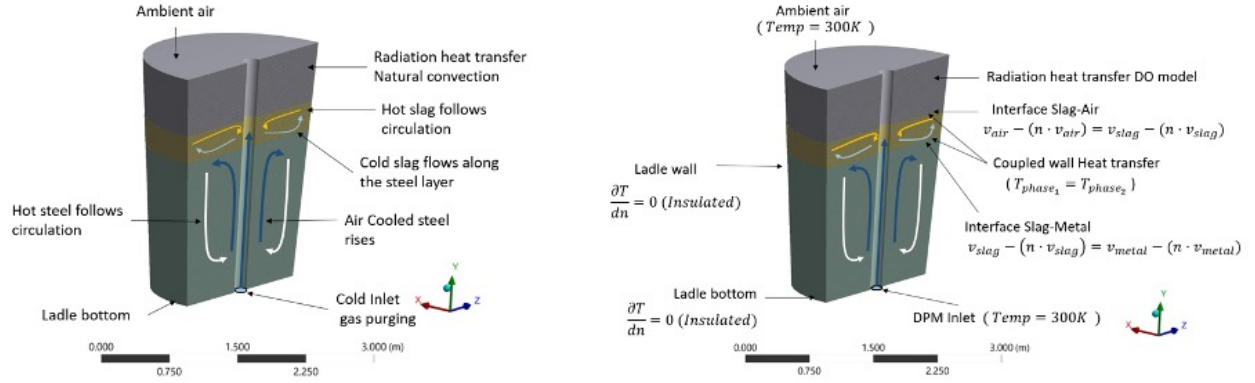 Ambient air
Radiation heat transfer
Natural convection
Hot slag follows
circulation
Cold slag flows along
the steel layer
Hot steel follows
circulation
Air Cooled steel
rises
Cold Inlet
gas purging
Ladle bottom
Y
X
Z
0.000
1.500
3.000 (m)
0.750
2.250
Ambient air
( Temp = 300K )
Radiation heat transfer DO model
Interface Slag-Air
v_air − (n · v_air) = v_slag − (n · v_slag)
Coupled wall Heat transfer
( T_phase_1 = T_phase_2 )
Ladle wall
∂T/dn = 0 (Insulated)
Interface Slag-Metal
v_slag − (n · v_slag) = v_metal − (n · v_metal)
Ladle bottom
∂T/dn = 0 (Insulated)
DPM Inlet ( Temp = 300K )
Y
X
Z
0.000
1.500
3.000 (m)
0.750
2.250